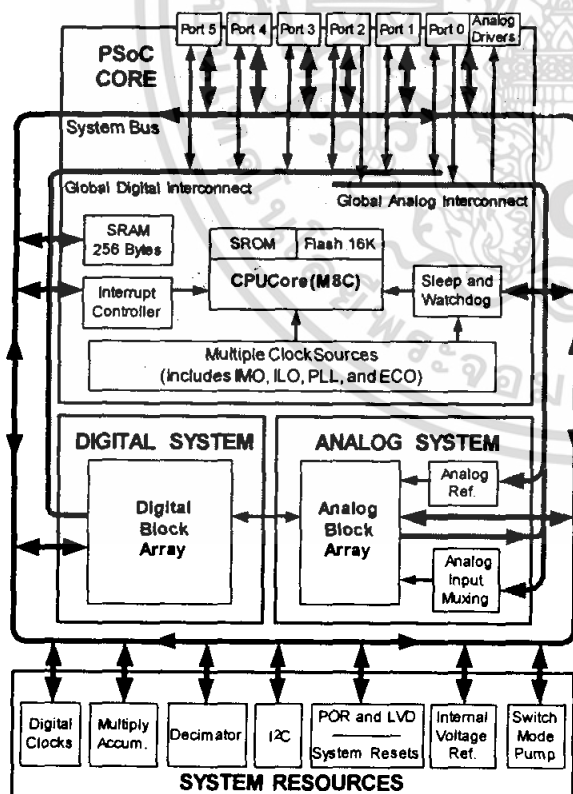 Port 5 Port 4 Port 3 Port 2 Port 1 Port 0 Analog Drivers
PSoC
CORE
System Bus
Global Digital Interconnect
Global Analog Interconnect
SRAM
256 Bytes
SROM Flash 16K
CPUCore (M8C)
Interrupt
Controller
Sleep and
Watchdog
Multiple Clock Sources
(Includes IMO, ILO, PLL, and ECO)
DIGITAL SYSTEM
ANALOG SYSTEM
Digital
Block
Array
Analog
Block
Array
Analog
Ref.
Analog
Input
Muxing
Digital
Clocks
Multiply
Accum.
Decimator
I2C
POR and LVD
System Resets
Internal
Voltage
Ref.
Switch
Mode
Pump
SYSTEM RESOURCES